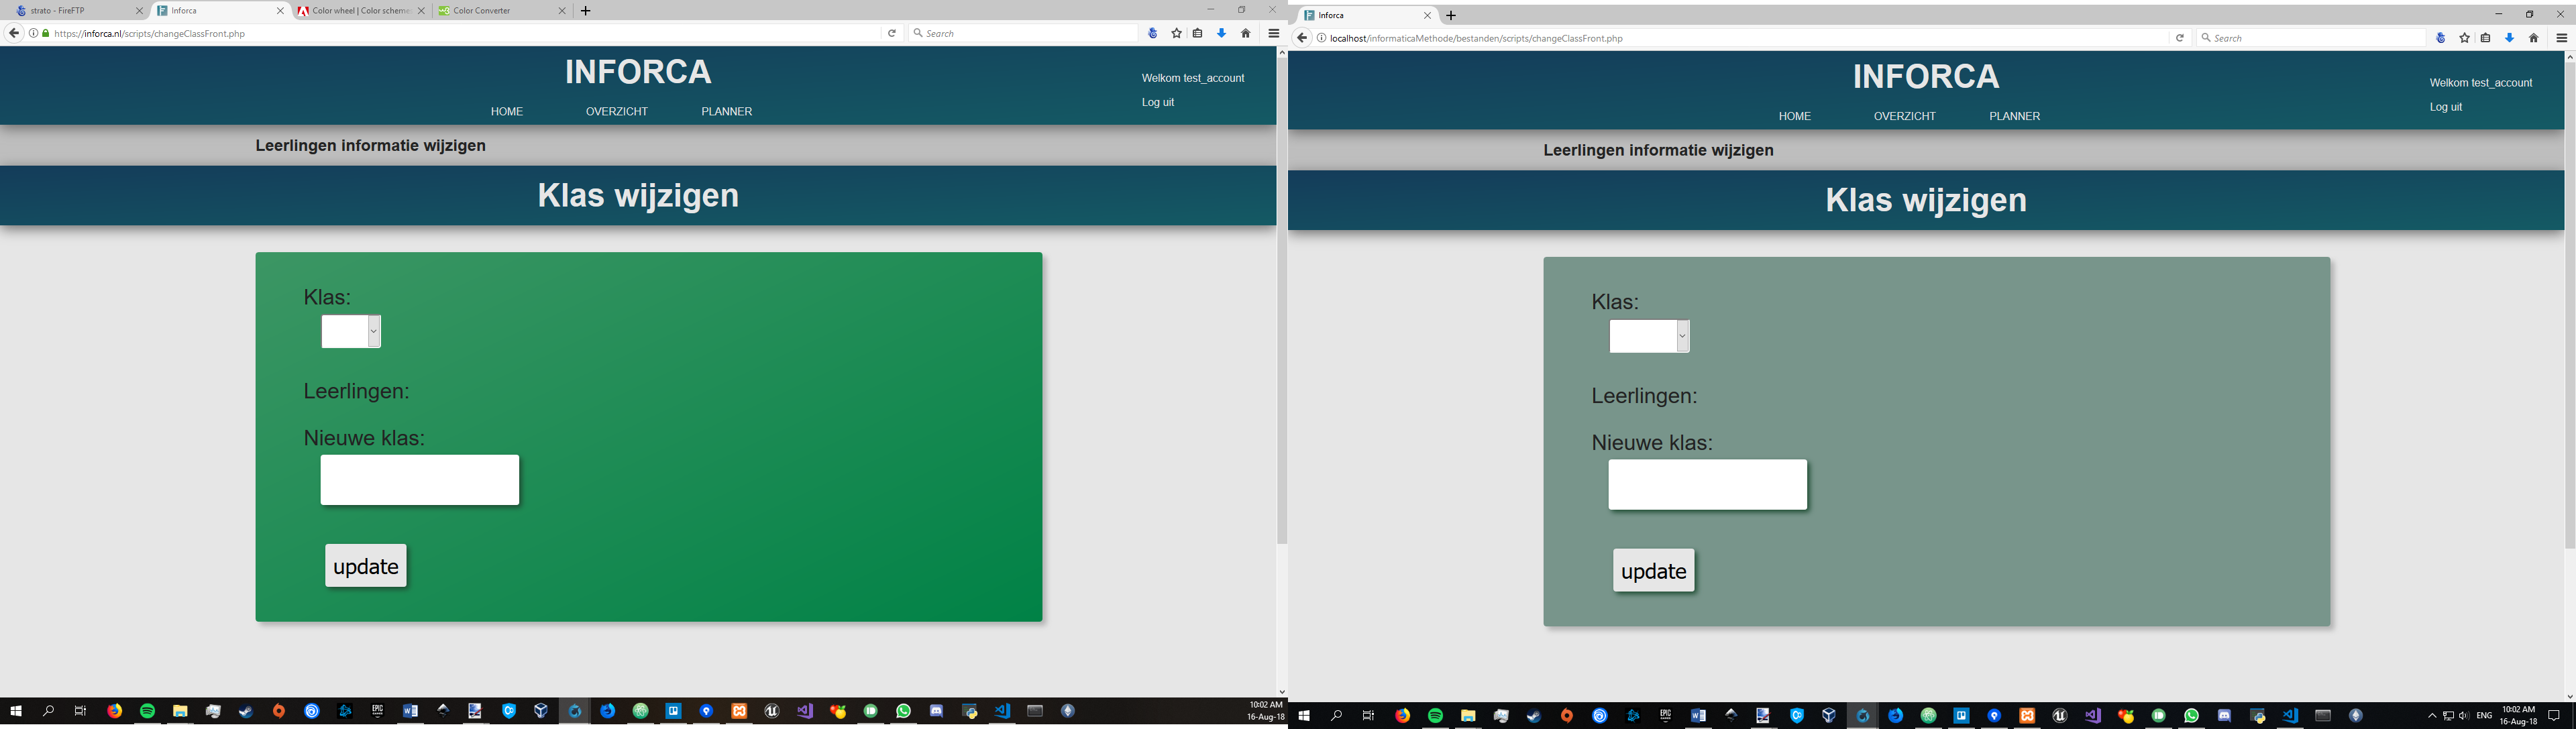 strato - FireFTP
Inforca
Color wheel | Color scheme
Color Converter
https://inforca.nl/scripts/changeClassFront.php
Search
INFORCA
Welkom test_account
Log uit
HOME OVERZICHT PLANNER
Leerlingen informatie wijzigen
Klas wijzigen
Klas:
Leerlingen:
Nieuwe klas:
update
10:02 AM
16-Aug-18
Inforca
localhost/informaticaMethode/bestanden/scripts/changeClassFront.php
Search
INFORCA
Welkom test_account
Log uit
HOME OVERZICHT PLANNER
Leerlingen informatie wijzigen
Klas wijzigen
Klas:
Leerlingen:
Nieuwe klas:
update
ENG
10:02 AM
16-Aug-18